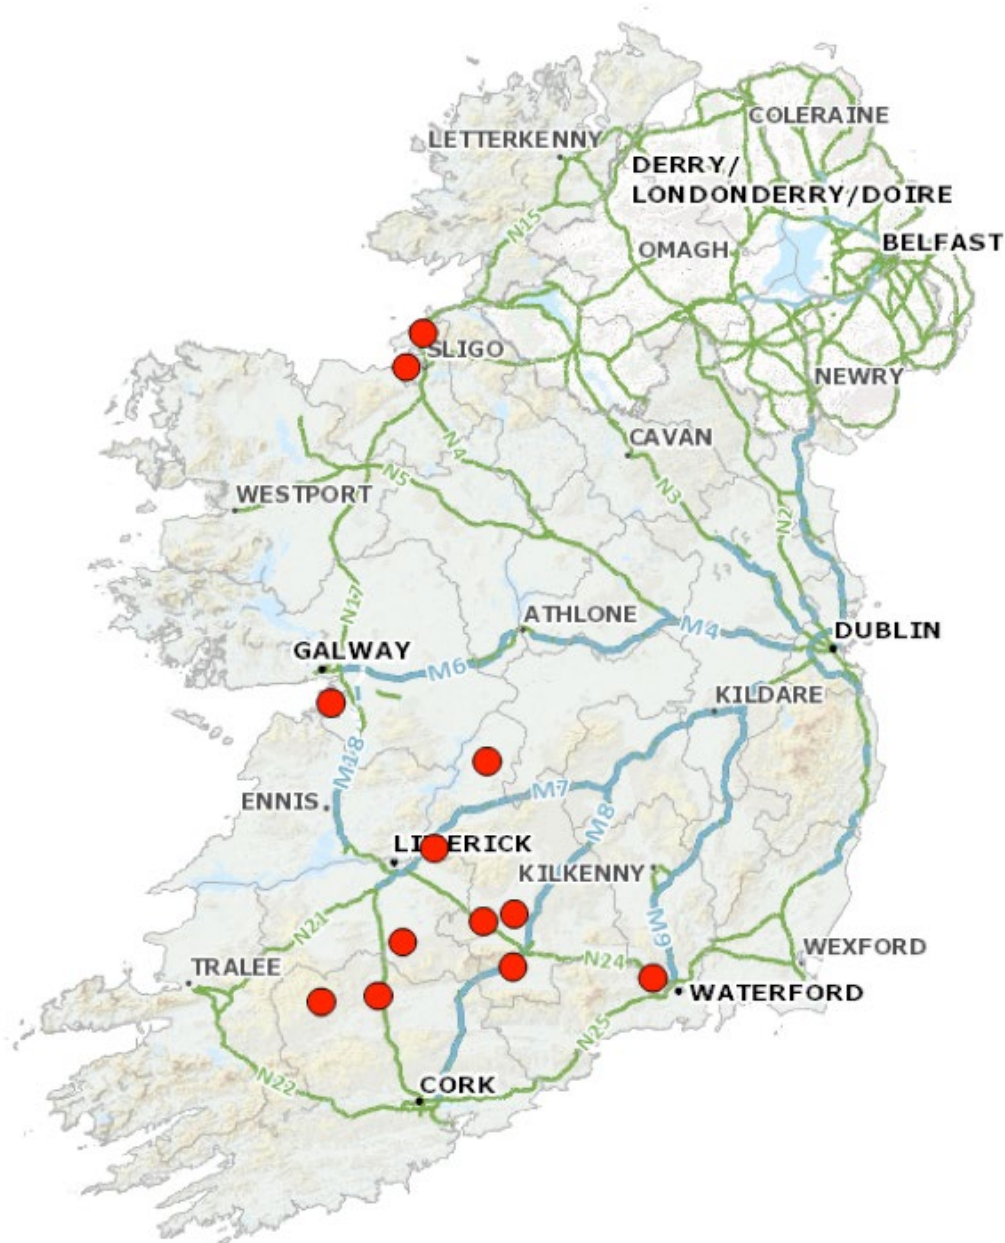 COLERAINE
LETTERKENNY
DERRY/
LONDONDERRY/DOIRE
N15
BELFAST
OMAGH
SLIGO
NEWRY
CAVAN
N4
N5
N3
WESTPORT
N2
N17
ATHLONE
M4
DUBLIN
GALWAY
M6
KILDARE
M18
M7
ENNIS
M8
LIMERICK
KILKENNY
N21
M9
WEXFORD
N24
TRALEE
WATERFORD
N25
N22
CORK